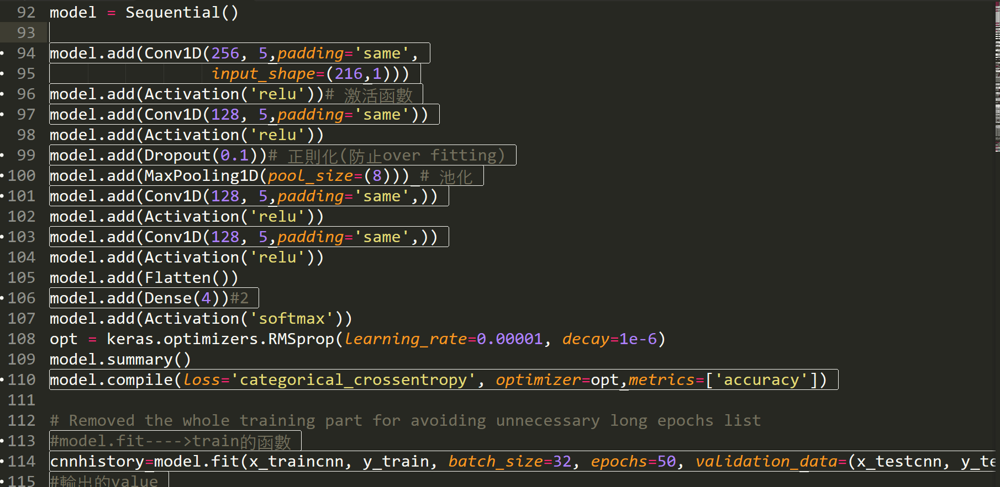 92 model = Sequential()
93
94 model.add(Conv1D(256, 5,padding='same',
95                  input_shape=(216,1)))
96 model.add(Activation('relu'))# 激活函數
97 model.add(Conv1D(128, 5,padding='same'))
98 model.add(Activation('relu'))
99 model.add(Dropout(0.1))# 正則化(防止over fitting)
100 model.add(MaxPooling1D(pool_size=(8))) # 池化
101 model.add(Conv1D(128, 5,padding='same',))
102 model.add(Activation('relu'))
103 model.add(Conv1D(128, 5,padding='same',))
104 model.add(Activation('relu'))
105 model.add(Flatten())
106 model.add(Dense(4))#2
107 model.add(Activation('softmax'))
108 opt = keras.optimizers.RMSprop(learning_rate=0.00001, decay=1e-6)
109 model.summary()
110 model.compile(loss='categorical_crossentropy', optimizer=opt,metrics=['accuracy'])
111
112 # Removed the whole training part for avoiding unnecessary long epochs list
113 #model.fit---->train的函數
114 cnnhistory=model.fit(x_traincnn, y_train, batch_size=32, epochs=50, validation_data=(x_testcnn, y_te
115 #輸出的value